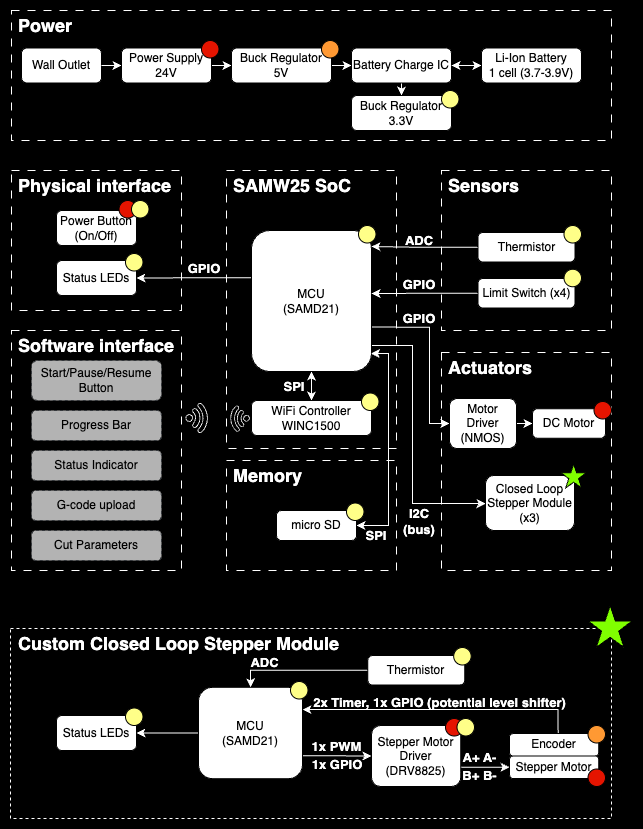 Power
Wall Outlet
Power Supply
24V
Buck Regulator
5V
Battery Charge IC
Li-Ion Battery
1 cell (3.7-3.9V)
Buck Regulator
3.3V
Physical interface
Power Button
(On/Off)
Status LEDs
GPIO
SAMW25 SoC
MCU
(SAMD21)
SPI
WiFi Controller
WINC1500
Sensors
ADC
Thermistor
GPIO
Limit Switch (x4)
GPIO
Software interface
Start/Pause/Resume
Button
Progress Bar
Status Indicator
G-code upload
Cut Parameters
Memory
micro SD
SPI
Actuators
Motor
Driver
(NMOS)
DC Motor
Closed Loop
Stepper Module
(x3)
I2C
(bus)
Custom Closed Loop Stepper Module
ADC
Thermistor
2x Timer, 1x GPIO (potential level shifter)
Status LEDs
MCU
(SAMD21)
1x PWM
1x GPIO
Stepper Motor
Driver
(DRV8825)
A+ A-
B+ B-
Encoder
Stepper Motor